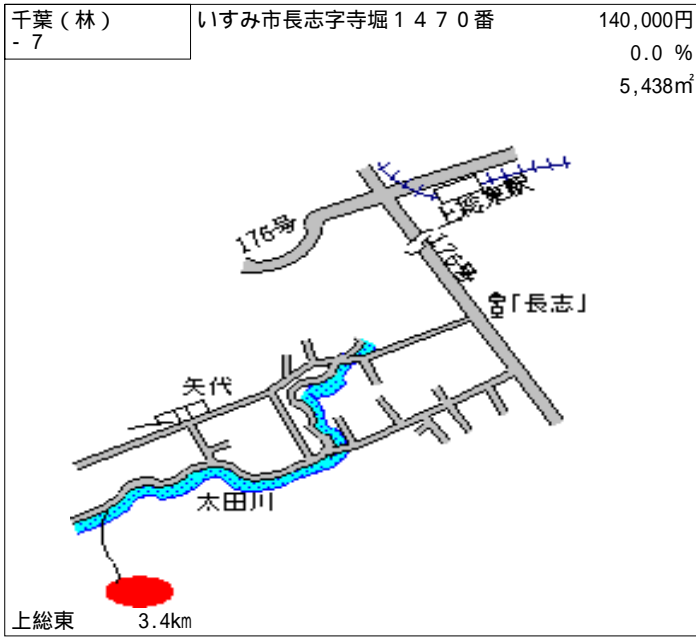 千葉（林） いすみ市長志字寺堀１４７０番 140,000円
- 7 0.0 %
5,438㎡
上総東駅
176号
176号
「長志」
矢代
太田川
上総東 3.4km